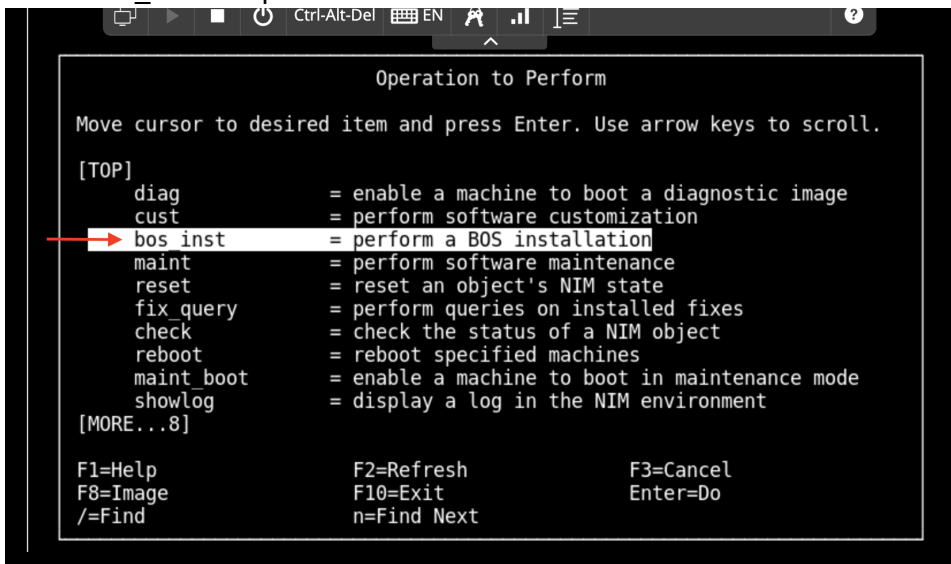 Ctrl-Alt-Del EN
Operation to Perform
Move cursor to desired item and press Enter. Use arrow keys to scroll.
[TOP]
diag = enable a machine to boot a diagnostic image
cust = perform software customization
bos_inst = perform a BOS installation
maint = perform software maintenance
reset = reset an object's NIM state
fix_query = perform queries on installed fixes
check = check the status of a NIM object
reboot = reboot specified machines
maint_boot = enable a machine to boot in maintenance mode
showlog = display a log in the NIM environment
[MORE...8]
F1=Help F2=Refresh F3=Cancel
F8=Image F10=Exit Enter=Do
/=Find n=Find Next